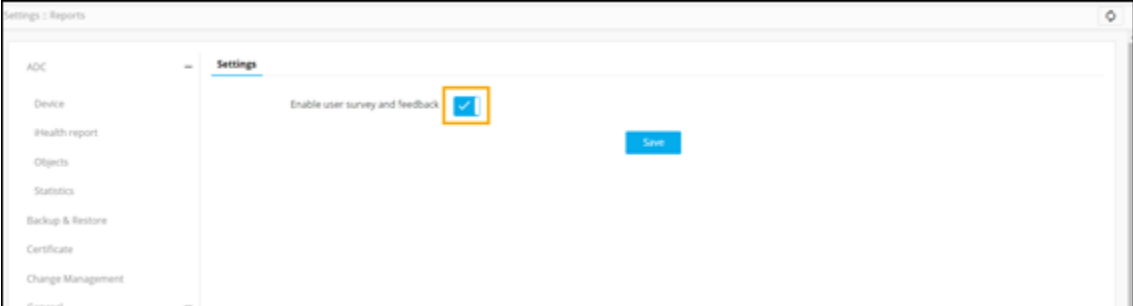 Settings :: Reports
ADC
Settings
Device
Enable user survey and feedback
iHealth report
Save
Objects
Statistics
Backup & Restore
Certificate
Change Management
General